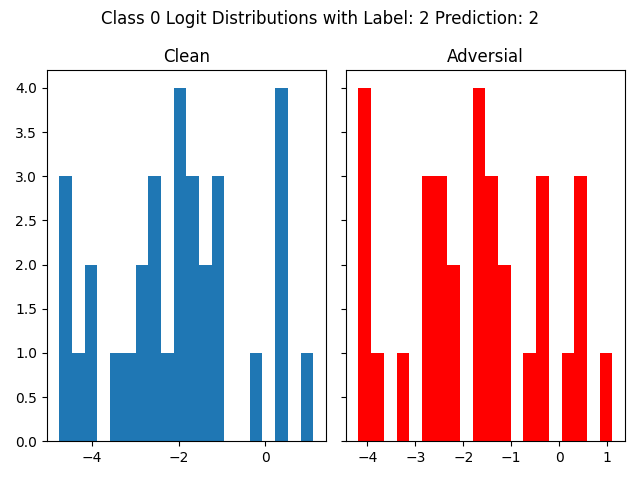 Class 0 Logit Distributions with Label: 2 Prediction: 2
Clean
Adversial
4.0
3.5
3.0
2.5
2.0
1.5
1.0
0.5
0.0
−4 −2 0
−4 −3 −2 −1 0 1